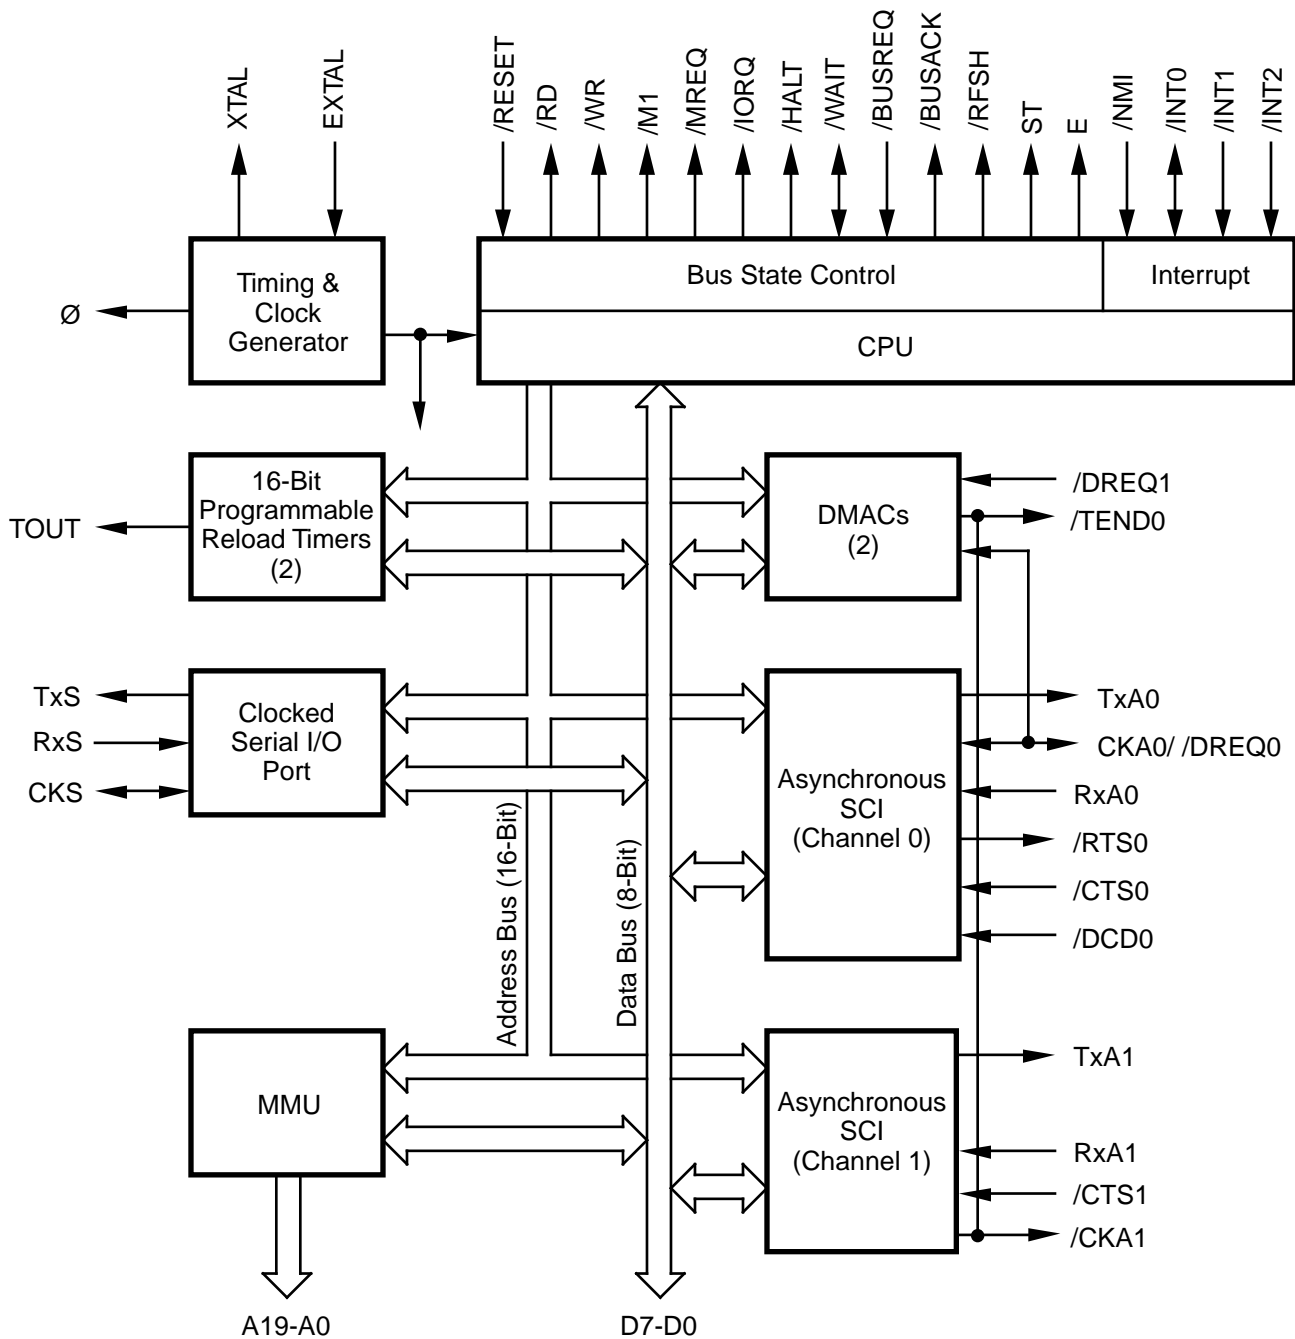 XTAL
EXTAL
/RESET
/RD
/WR
/M1
/MREQ
/IORQ
/HALT
/WAIT
/BUSREQ
/BUSACK
/RFSH
ST
E
/NMI
/INT0
/INT1
/INT2
Timing &
Clock
Generator
Ø
Bus State Control
Interrupt
CPU
16-Bit
Programmable
Reload Timers
(2)
TOUT
DMACs
(2)
/DREQ1
/TEND0
TxS
RxS
CKS
Clocked
Serial I/O
Port
Address Bus (16-Bit)
Data Bus (8-Bit)
Asynchronous
SCI
(Channel 0)
TxA0
CKA0/ /DREQ0
RxA0
/RTS0
/CTS0
/DCD0
MMU
Asynchronous
SCI
(Channel 1)
TxA1
RxA1
/CTS1
/CKA1
A19-A0
D7-D0